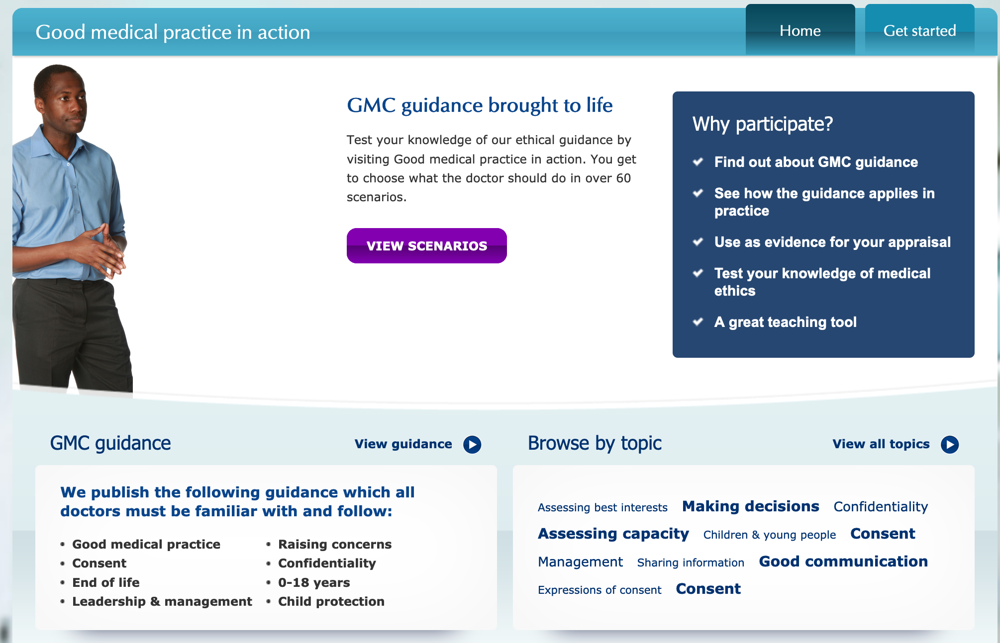 Good medical practice in action
Home
Get started
GMC guidance brought to life
Test your knowledge of our ethical guidance by
visiting Good medical practice in action. You get
to choose what the doctor should do in over 60
scenarios.
VIEW SCENARIOS
Why participate?
Find out about GMC guidance
See how the guidance applies in
practice
Use as evidence for your appraisal
Test your knowledge of medical
ethics
A great teaching tool
GMC guidance
View guidance
We publish the following guidance which all
doctors must be familiar with and follow:
Good medical practice
Consent
End of life
Leadership & management
Raising concerns
Confidentiality
0-18 years
Child protection
Browse by topic
View all topics
Assessing best interests Making decisions Confidentiality
Assessing capacity Children & young people Consent
Management Sharing information Good communication
Expressions of consent Consent